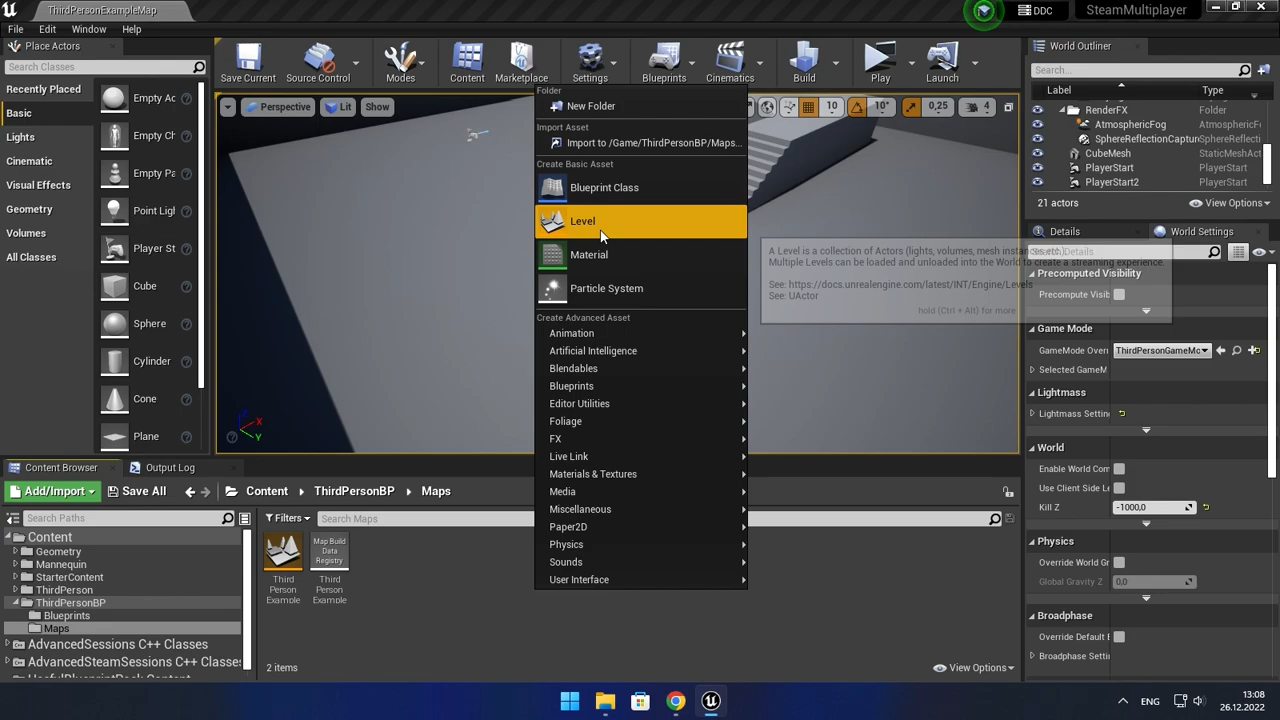 ThirdPersonExampleMap
DDC
SteamMultiplayer
File
Edit
Window
Help
Place Actors
Search Classes
Recently Placed
Basic
Lights
Cinematic
Visual Effects
Geometry
Volumes
All Classes
Empty Ac
Empty Ch
Empty Pa
Point Ligl
Player St
Cube
Sphere
Cylinder
Cone
Plane
Save Current
Source Control
Modes
Content
Marketplace
Settings
Blueprints
Cinematics
Build
Play
Launch
Perspective
Lit
Show
10
10°
0,25
4
X
Y
Folder
New Folder
Import Asset
Import to /Game/ThirdPersonBP/Maps...
Create Basic Asset
Blueprint Class
Level
Material
Particle System
Create Advanced Asset
Animation
Artificial Intelligence
Blendables
Blueprints
Editor Utilities
Foliage
FX
Live Link
Materials & Textures
Media
Miscellaneous
Paper2D
Physics
Sounds
User Interface
A Level is a collection of Actors (lights, volumes, mesh instances etc.)
Multiple Levels can be loaded and unloaded into the World to create a streaming experience.
See: https://docs.unrealengine.com/latest/INT/Engine/Levels
See: UActor
hold (Ctrl + Alt) for more
World Outliner
Search...
Label
Type
RenderFX
Folder
AtmosphericFog
AtmosphericFo
SphereReflectionCapture
SphereReflecti
CubeMesh
StaticMeshAct
PlayerStart
PlayerStart
PlayerStart2
PlayerStart
21 actors
View Options
Details
World Settings
Search Details
Precomputed Visibility
Precompute Visib
Game Mode
GameMode Overr
ThirdPersonGameMo
Selected GameM
Lightmass
Lightmass Setting
World
Enable World Com
Use Client Side Le
Kill Z
-1000,0
Physics
Override World Gr
Global Gravity Z
0,0
Broadphase
Override Default B
Broadphase Settin
Content Browser
Output Log
Add/Import
Save All
Content
ThirdPersonBP
Maps
Search Paths
Filters
Search Maps
Content
Geometry
Mannequin
StarterContent
ThirdPerson
ThirdPersonBP
Blueprints
Maps
AdvancedSessions C++ Classes
AdvancedSteamSessions C++ Classes
UsefulBlueprintPack Content
Third
Person
Example
Map Build
Data
Registry
Third
Person
Example
2 items
View Options
ENG
13:08
26.12.2022